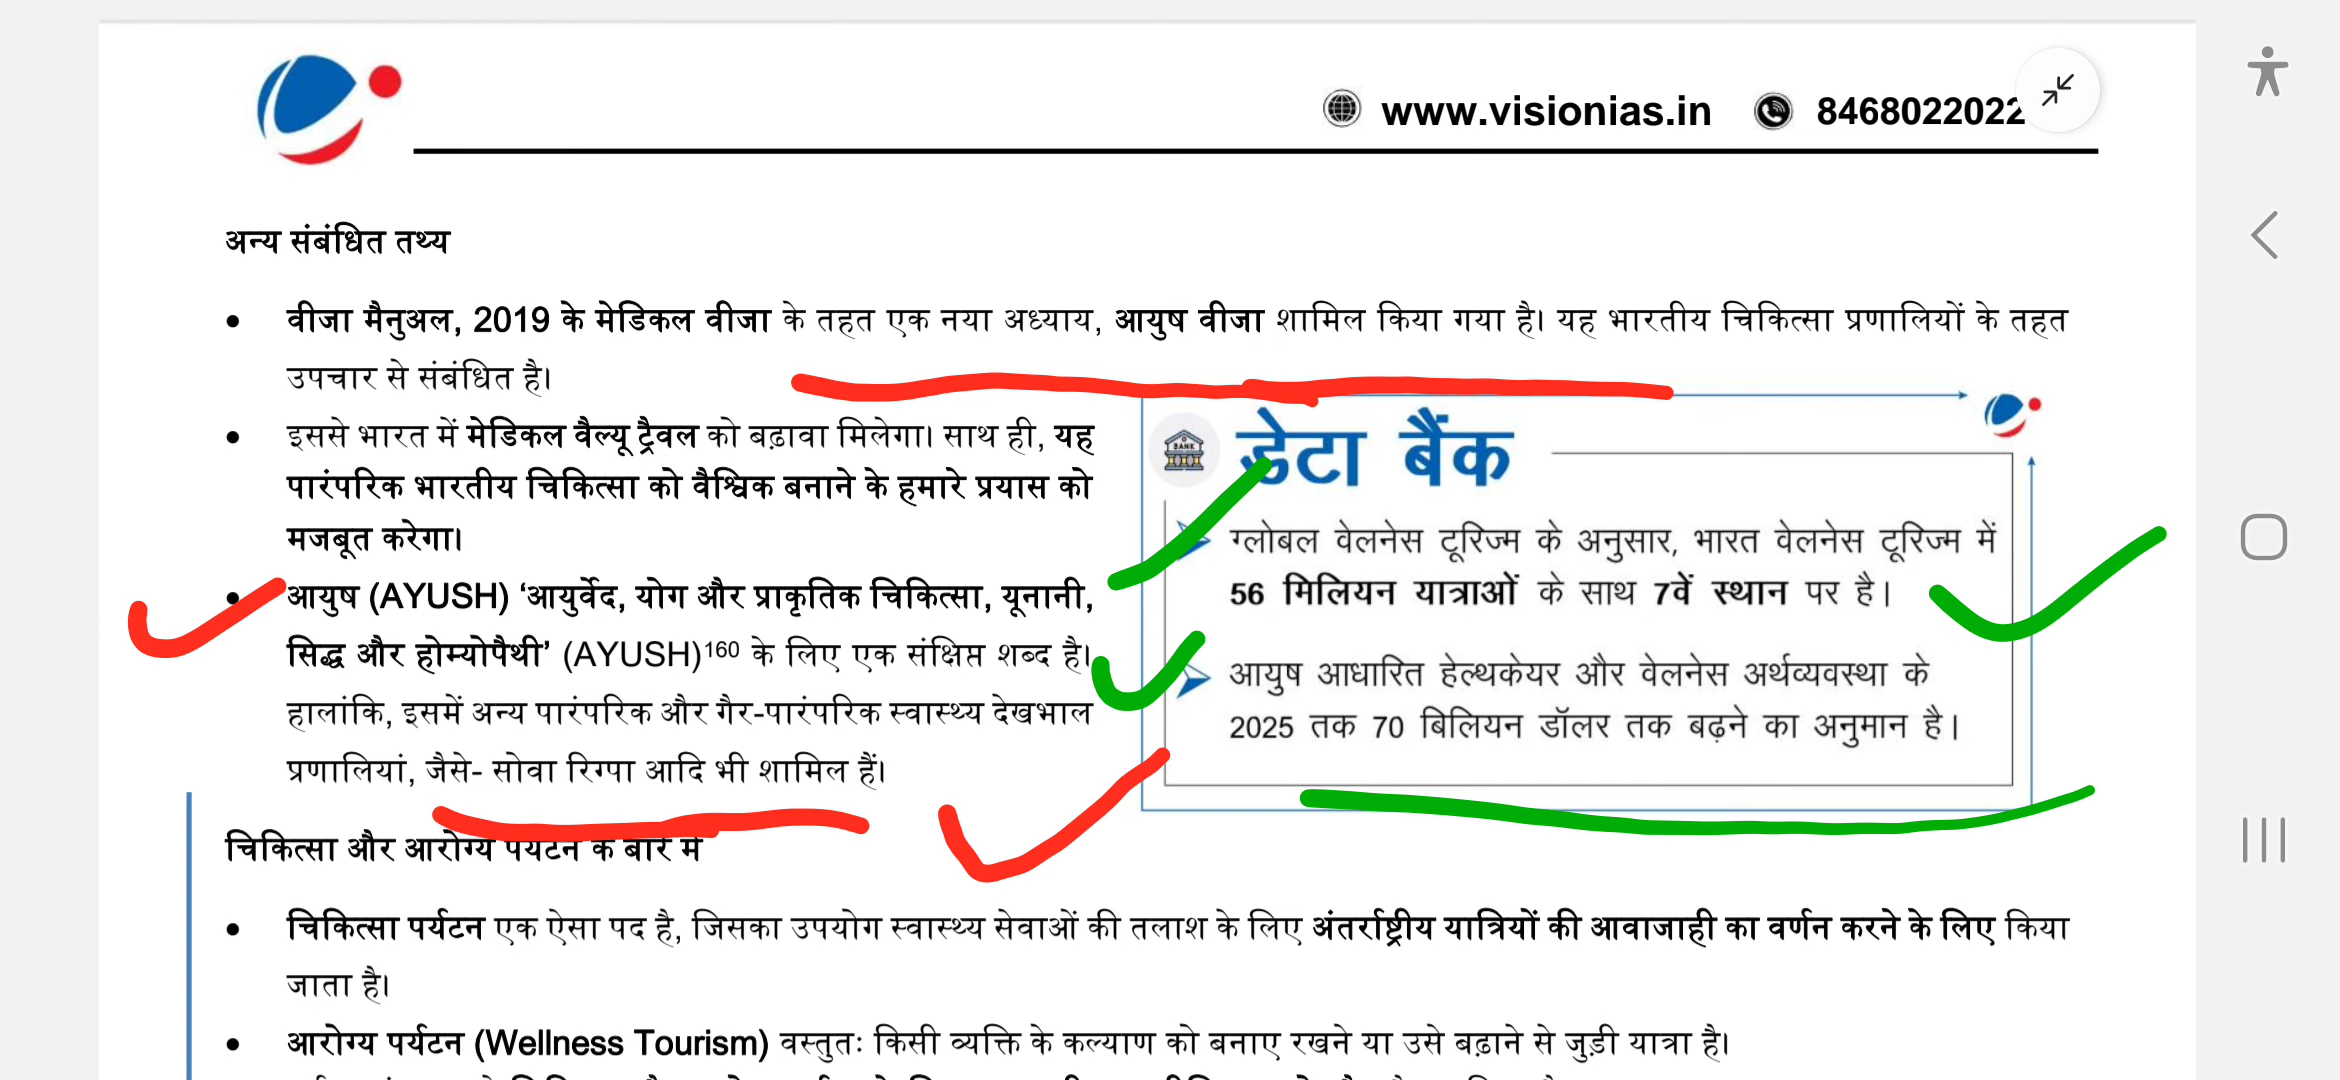 www.visionias.in 8468022022
अन्य संबंधित तथ्य
• वीजा मैनुअल, 2019 के मेडिकल वीजा के तहत एक नया अध्याय, आयुष वीजा शामिल किया गया है। यह भारतीय चिकित्सा प्रणालियों के तहत
उपचार से संबंधित है।
• इससे भारत में मेडिकल वैल्यू ट्रैवल को बढ़ावा मिलेगा। साथ ही, यह
पारंपरिक भारतीय चिकित्सा को वैश्विक बनाने के हमारे प्रयास को
मजबूत करेगा।
• आयुष (AYUSH) ‘आयुर्वेद, योग और प्राकृतिक चिकित्सा, यूनानी,
सिद्ध और होम्योपैथी’ (AYUSH)160 के लिए एक संक्षिप्त शब्द है।
हालांकि, इसमें अन्य पारंपरिक और गैर-पारंपरिक स्वास्थ्य देखभाल
प्रणालियां, जैसे- सोवा रिग्पा आदि भी शामिल हैं।
BANK
डेटा बैंक
ग्लोबल वेलनेस टूरिज्म के अनुसार, भारत वेलनेस टूरिज्म में
56 मिलियन यात्राओं के साथ 7वें स्थान पर है।
आयुष आधारित हेल्थकेयर और वेलनेस अर्थव्यवस्था के
2025 तक 70 बिलियन डॉलर तक बढ़ने का अनुमान है।
चिकित्सा और आरोग्य पर्यटन के बारे में
• चिकित्सा पर्यटन एक ऐसा पद है, जिसका उपयोग स्वास्थ्य सेवाओं की तलाश के लिए अंतर्राष्ट्रीय यात्रियों की आवाजाही का वर्णन करने के लिए किया
जाता है।
• आरोग्य पर्यटन (Wellness Tourism) वस्तुतः किसी व्यक्ति के कल्याण को बनाए रखने या उसे बढ़ाने से जुड़ी यात्रा है।